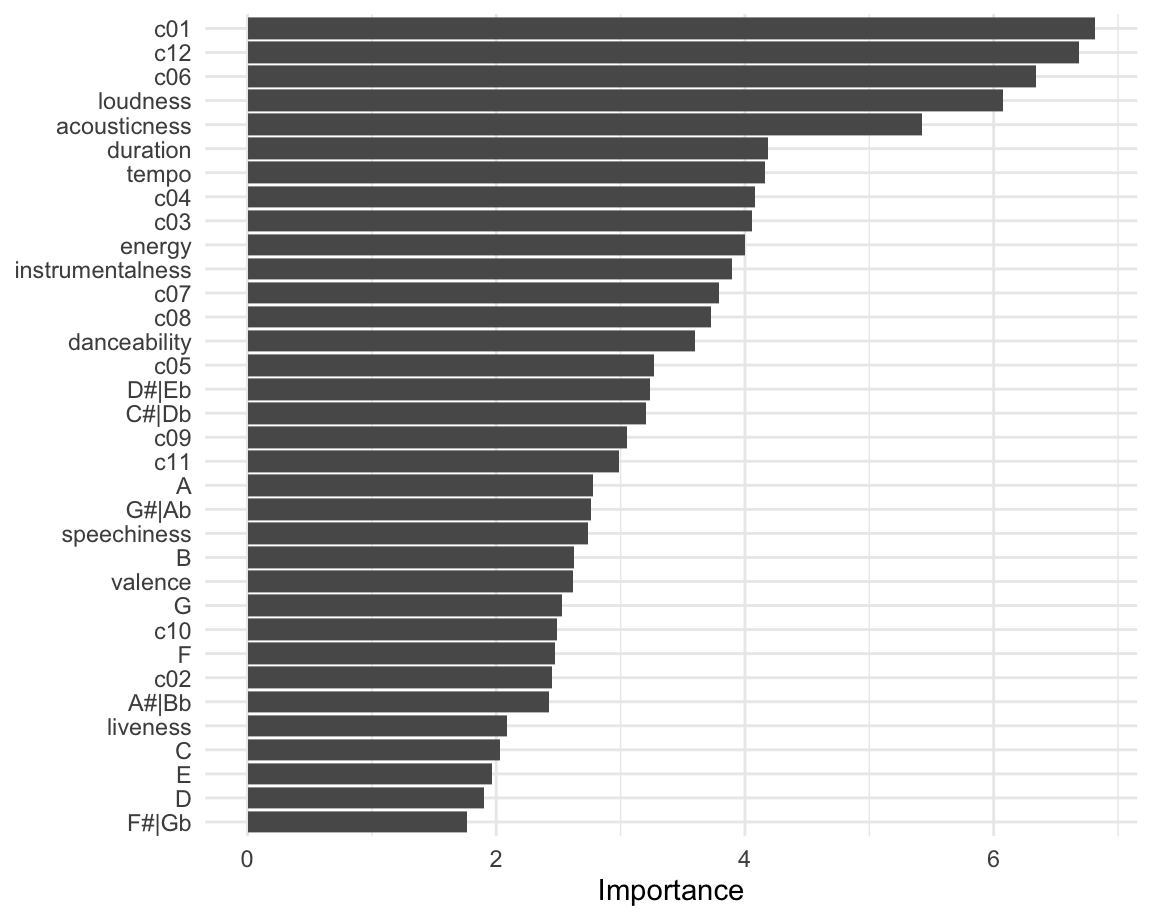 c01
c12
c06
loudness
acousticness
duration
tempo
c04
c03
energy
instrumentalness
c07
c08
danceability
c05
D#|Eb
C#|Db
c09
c11
A
G#|Ab
speechiness
B
valence
G
c10
F
c02
A#|Bb
liveness
C
E
D
F#|Gb
0 2 4 6
Importance